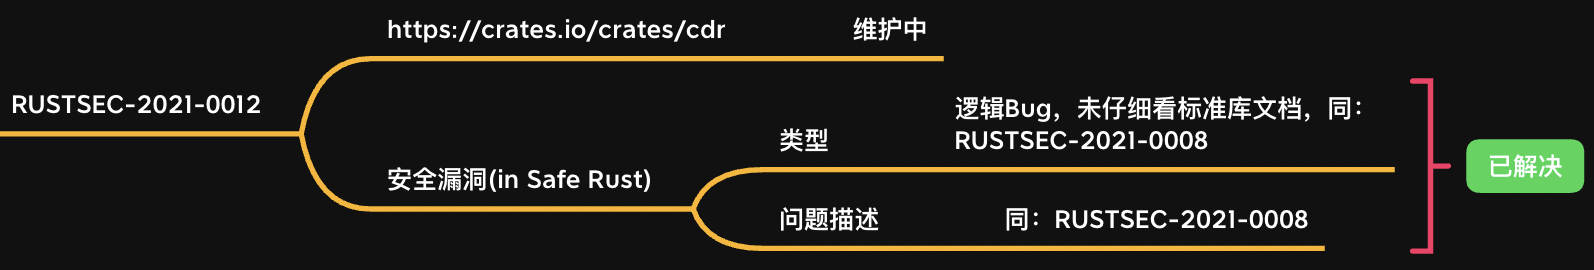 https://crates.io/crates/cdr 维护中
RUSTSEC-2021-0012
逻辑Bug，未仔细看标准库文档，同：
RUSTSEC-2021-0008
类型
已解决
安全漏洞(in Safe Rust)
问题描述 同：RUSTSEC-2021-0008